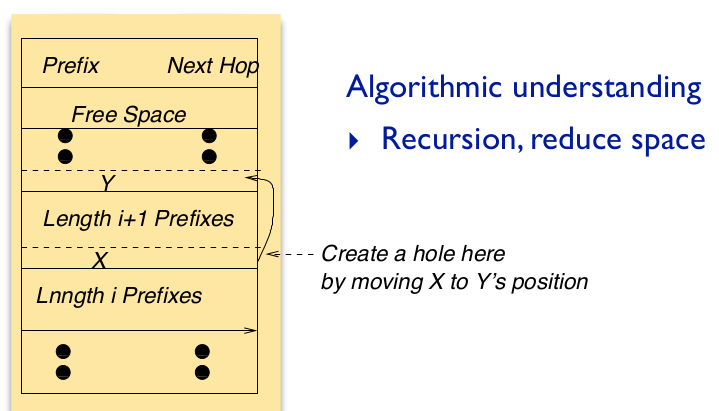 Prefix Next Hop
Free Space
Y
Length i+1 Prefixes
X
Lnngth i Prefixes
Algorithmic understanding
‣ Recursion, reduce space
Create a hole here
by moving X to Y's position